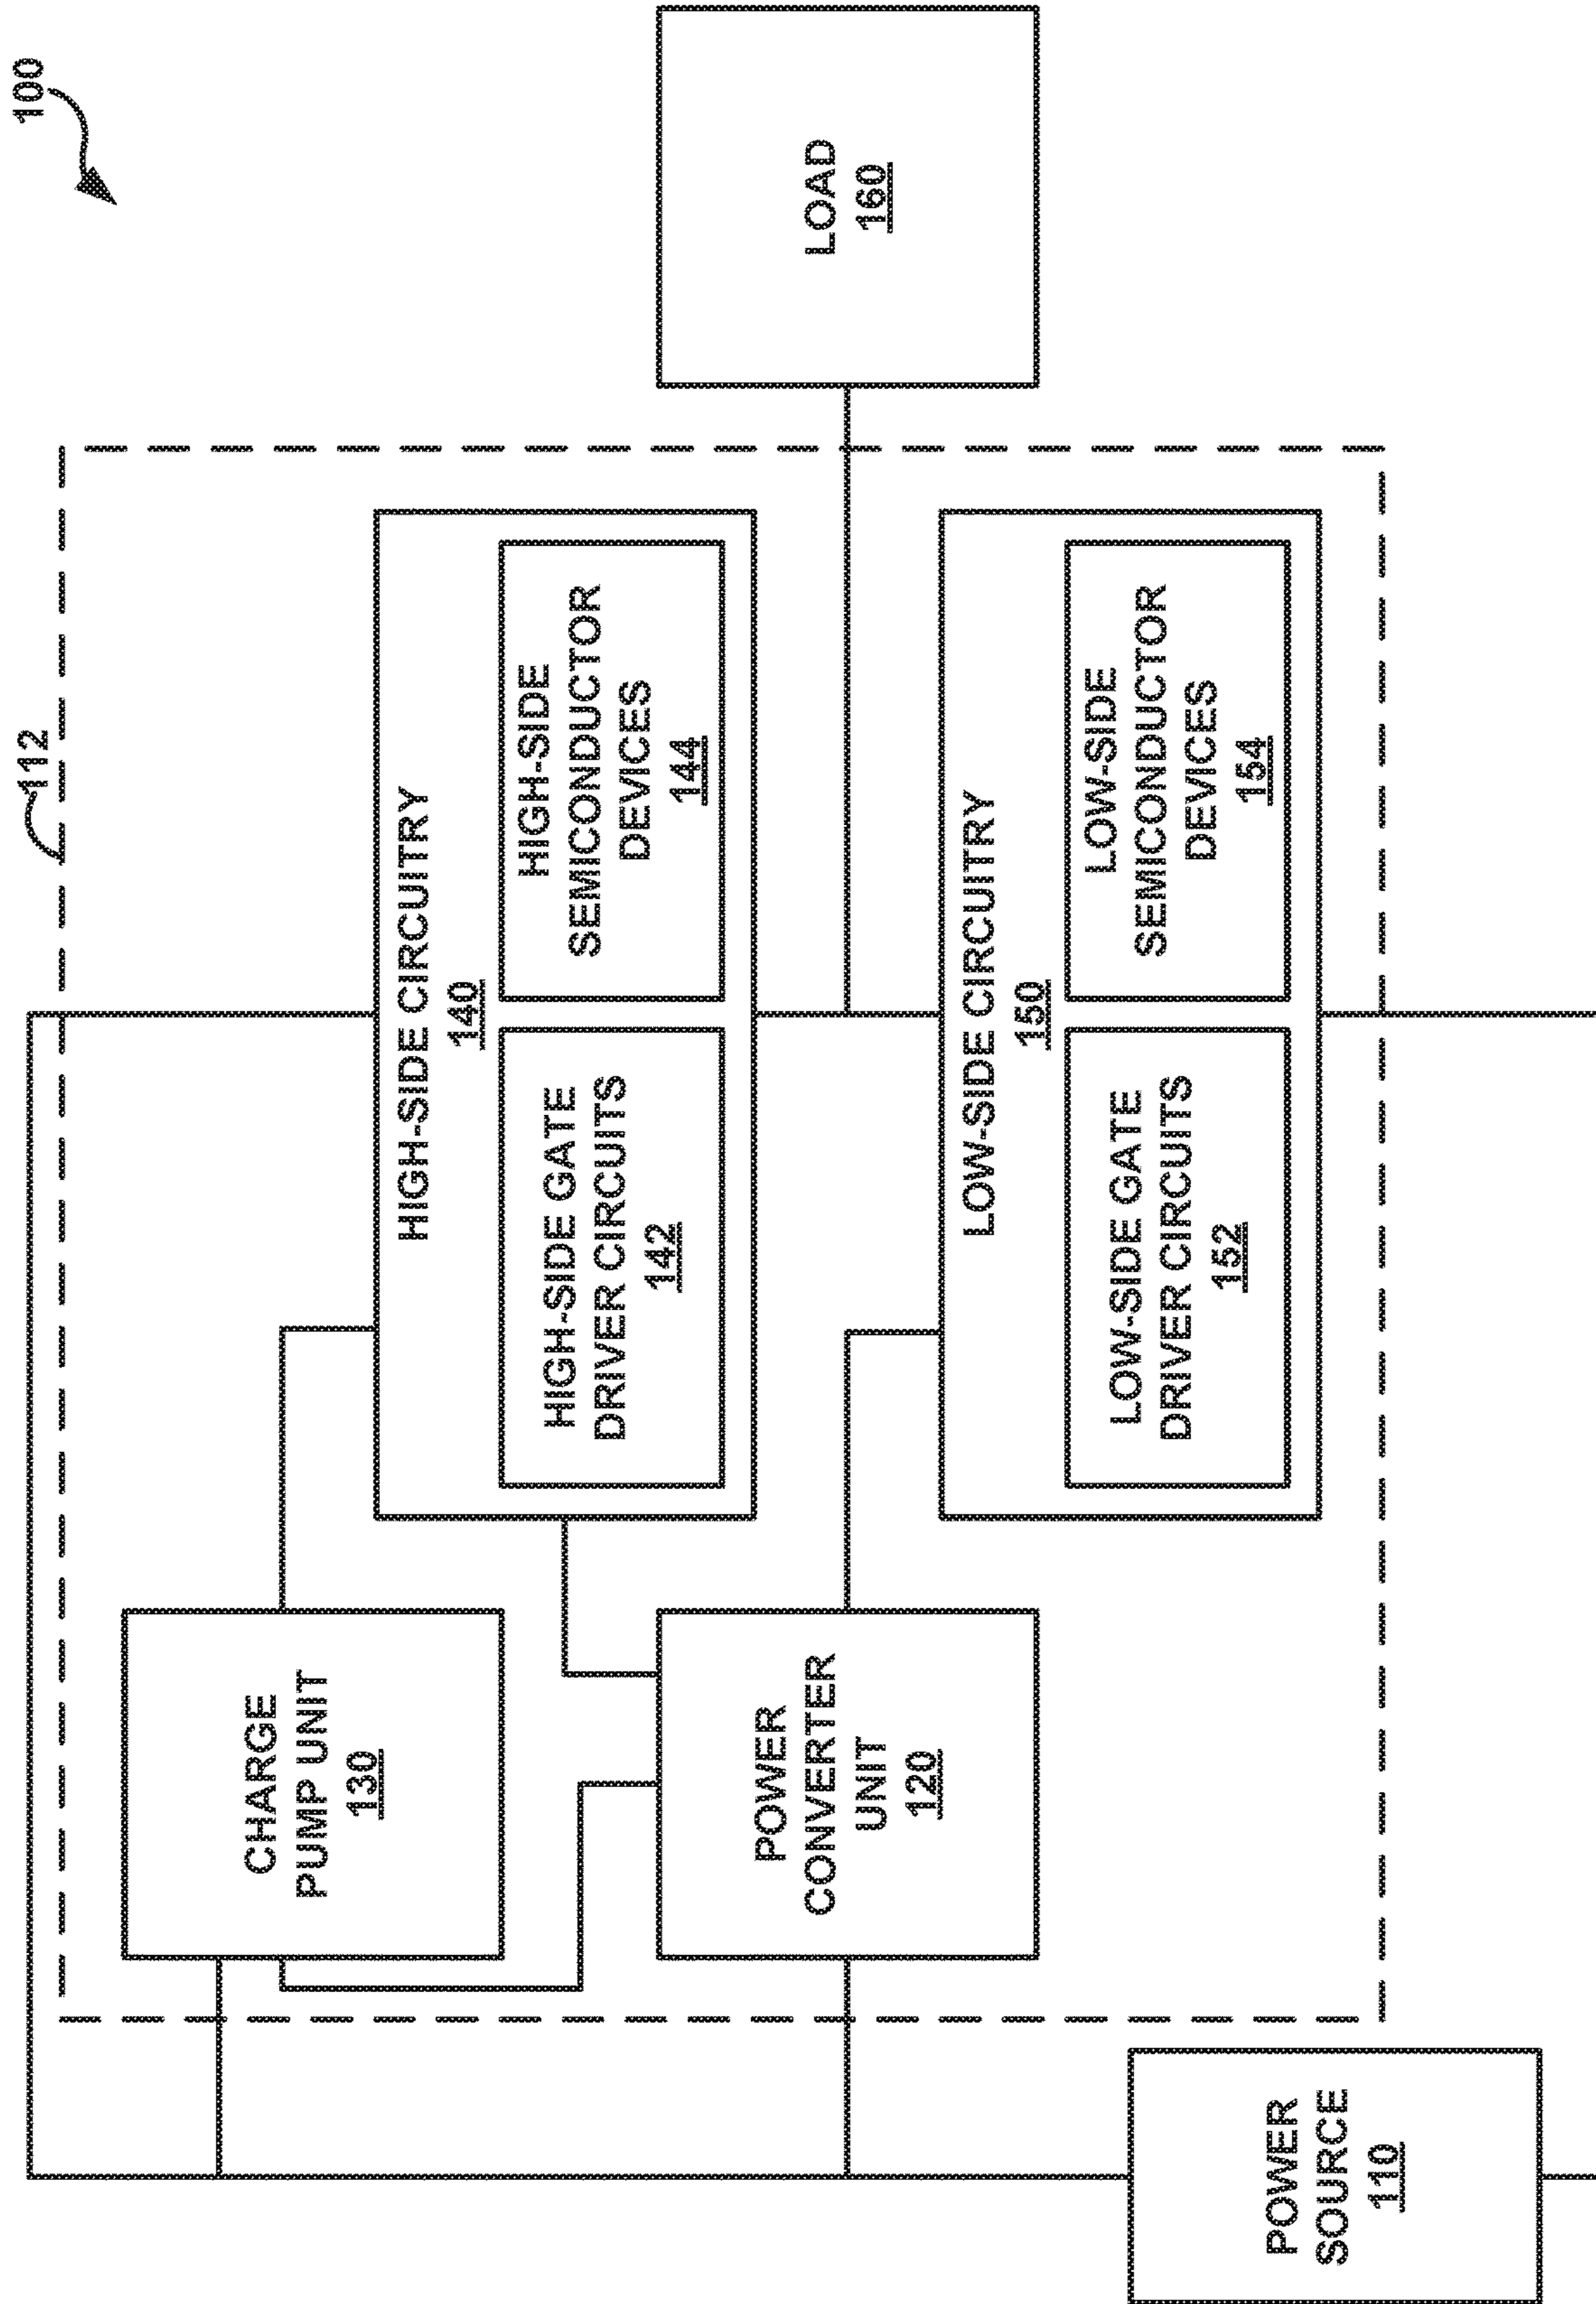 100
112
CHARGE
PUMP UNIT
130
HIGH-SIDE CIRCUITRY
140
HIGH-SIDE GATE
DRIVER CIRCUITS
142
HIGH-SIDE
SEMICONDUCTOR
DEVICES
144
POWER
CONVERTER
UNIT
120
LOAD
160
LOW-SIDE CIRCUITRY
150
LOW-SIDE GATE
DRIVER CIRCUITS
152
LOW-SIDE
SEMICONDUCTOR
DEVICES
154
POWER
SOURCE
110